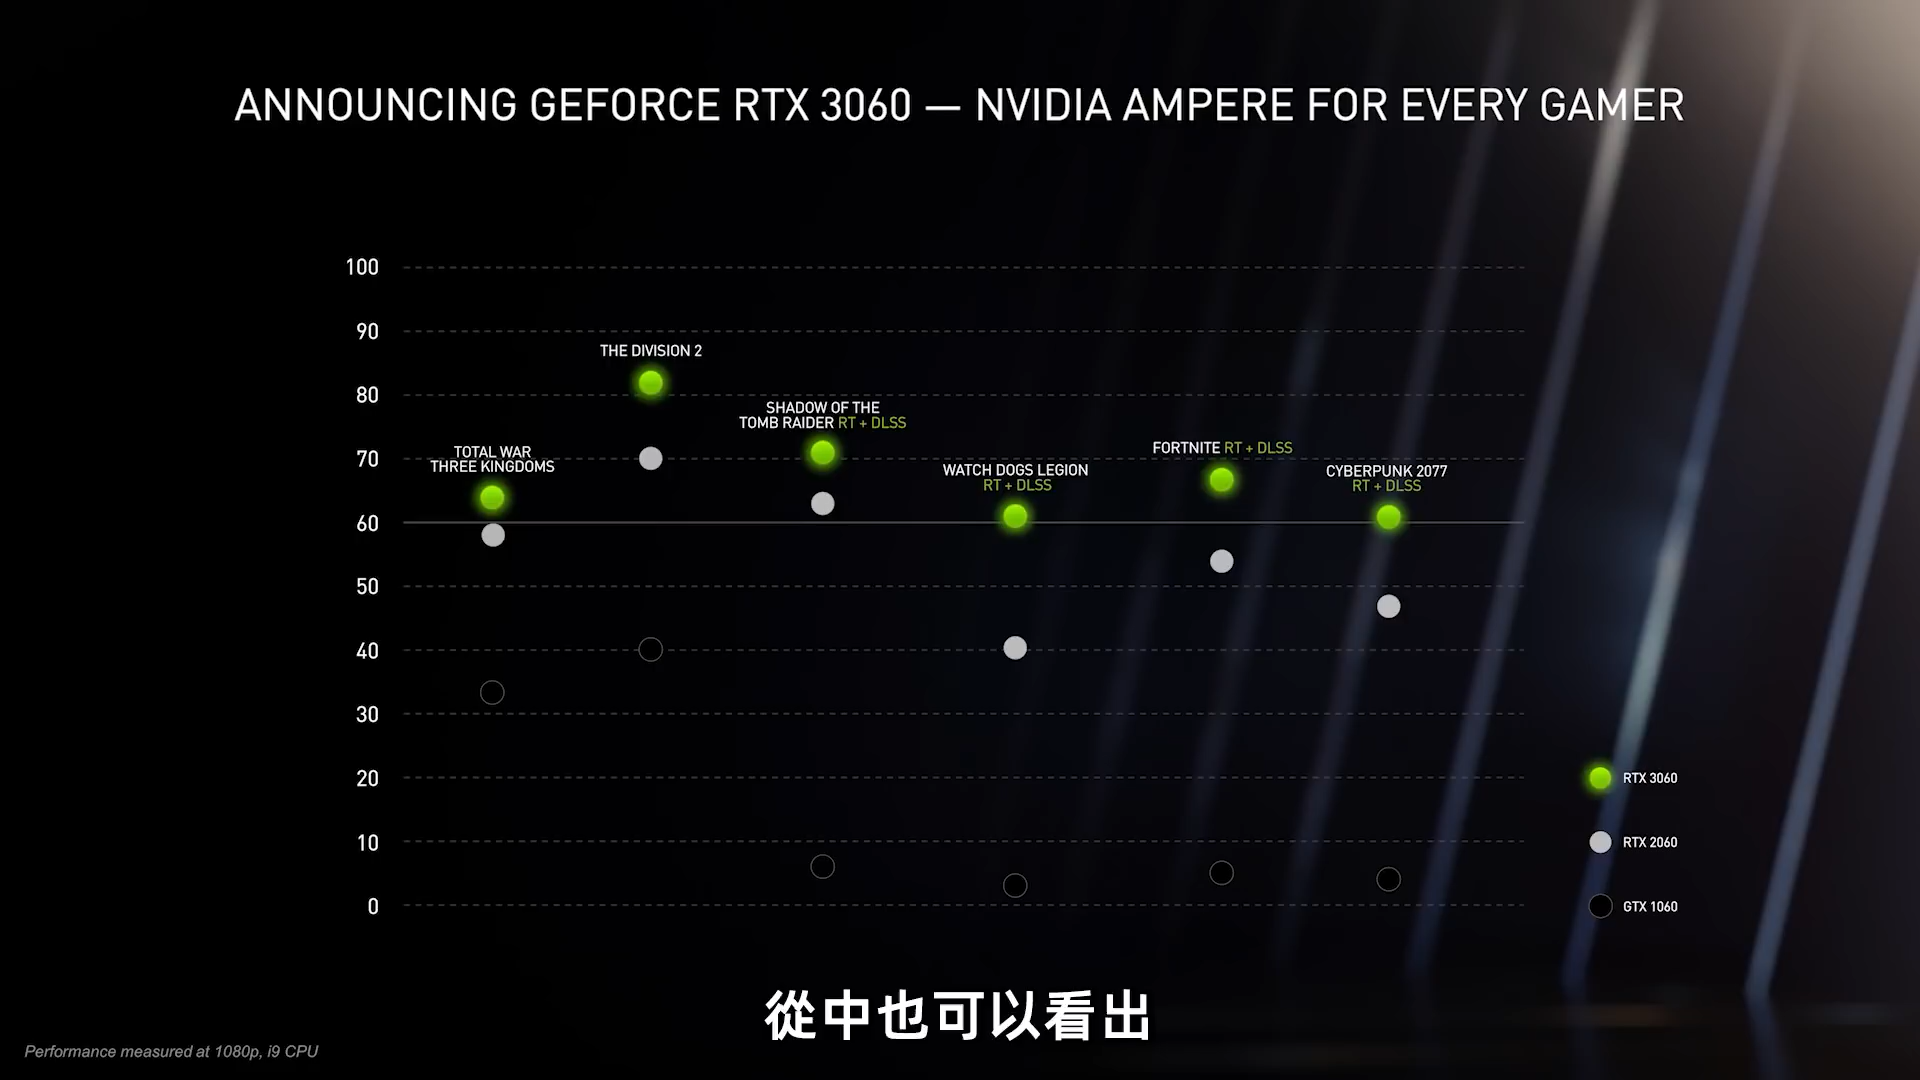 ANNOUNCING GEFORCE RTX 3060 — NVIDIA AMPERE FOR EVERY GAMER
100
90
80
70
60
50
40
30
20
10
0
TOTAL WAR
THREE KINGDOMS
THE DIVISION 2
SHADOW OF THE
TOMB RAIDER RT + DLSS
WATCH DOGS LEGION
RT + DLSS
FORTNITE RT + DLSS
CYBERPUNK 2077
RT + DLSS
RTX 3060
RTX 2060
GTX 1060
從中也可以看出
Performance measured at 1080p, i9 CPU